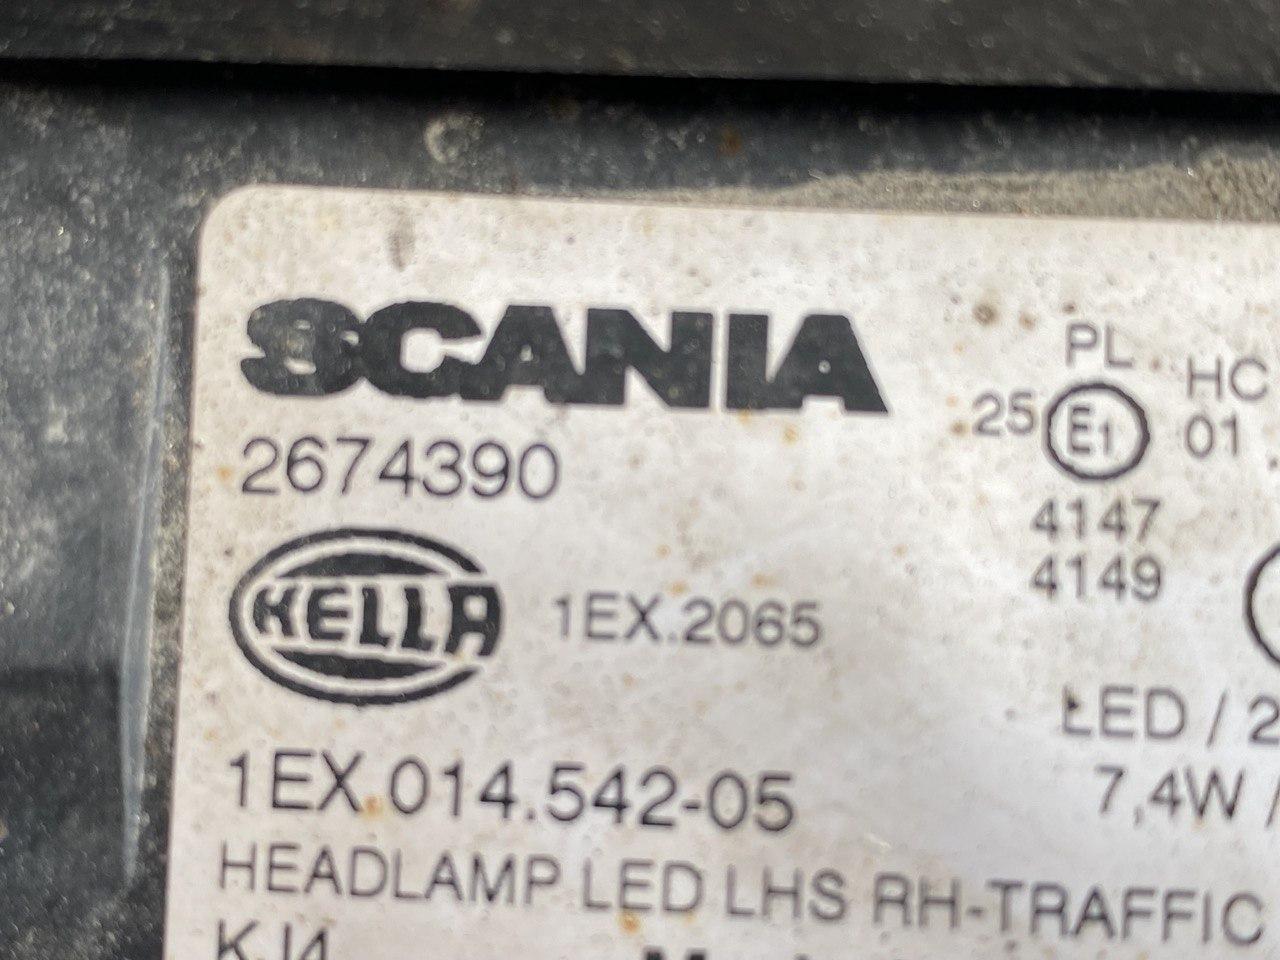 SCANIA
2674390
HELLA 1EX.2065
1EX.014.542-05
HEADLAMP LED LHS RH-TRAFFIC
KJ4
PL HC
25 E1 01
4147
4149
LED / 2
7,4W /